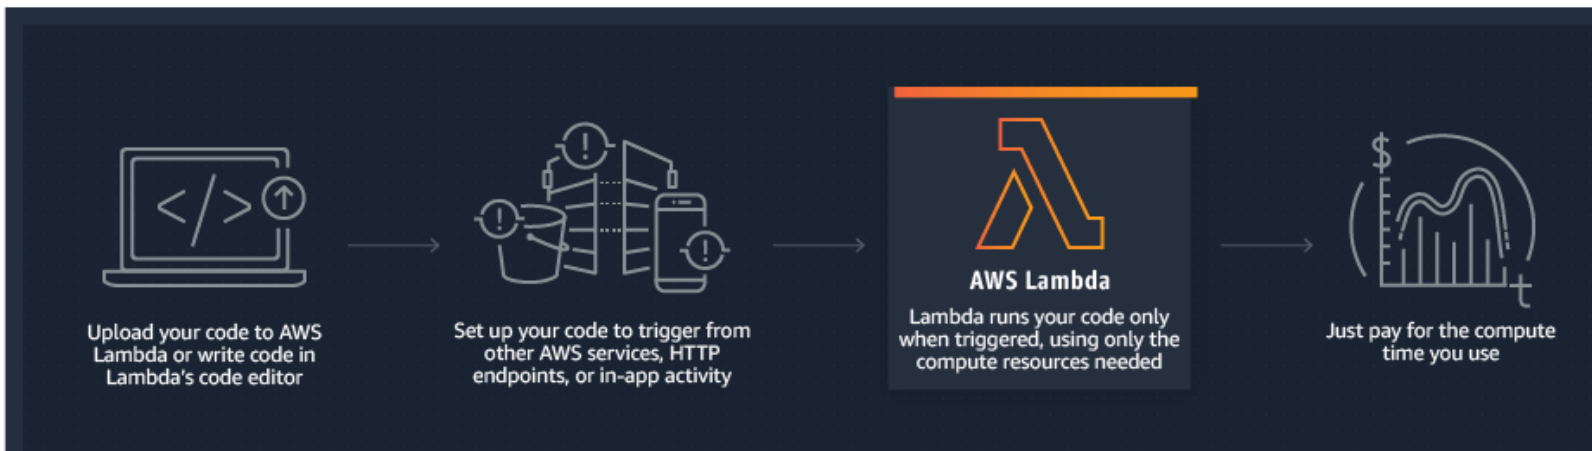 Upload your code to AWS
Lambda or write code in
Lambda's code editor
Set up your code to trigger from
other AWS services, HTTP
endpoints, or in-app activity
AWS Lambda
Lambda runs your code only
when triggered, using only the
compute resources needed
$
t
Just pay for the compute
time you use